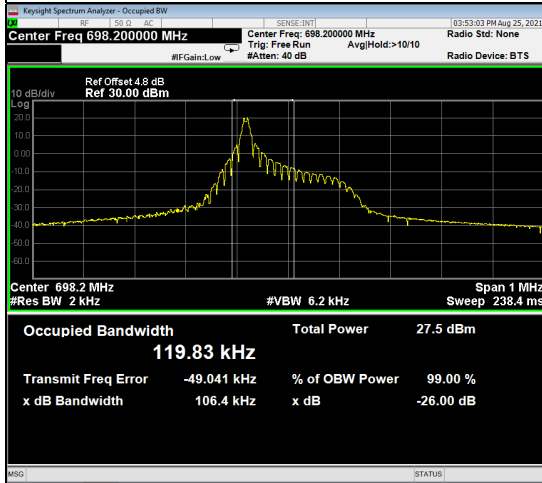 Keysight Spectrum Analyzer - Occupied BW
RF 50 Ω AC SENSE:INT 03:53:03 PM Aug 25, 2021
Center Freq 698.200000 MHz Center Freq: 698.200000 MHz Radio Std: None
Trig: Free Run Avg|Hold:>10/10
#IFGain:Low #Atten: 40 dB Radio Device: BTS
Ref Offset 4.8 dB
10 dB/div Ref 30.00 dBm
Log
20.0
10.0
0.00
-10.0
-20.0
-30.0
-40.0
-50.0
-60.0
Center 698.2 MHz Span 1 MHz
#Res BW 2 kHz #VBW 6.2 kHz Sweep 238.4 ms
Occupied Bandwidth Total Power 27.5 dBm
119.83 kHz
Transmit Freq Error -49.041 kHz % of OBW Power 99.00 %
x dB Bandwidth 106.4 kHz x dB -26.00 dB
MSG STATUS